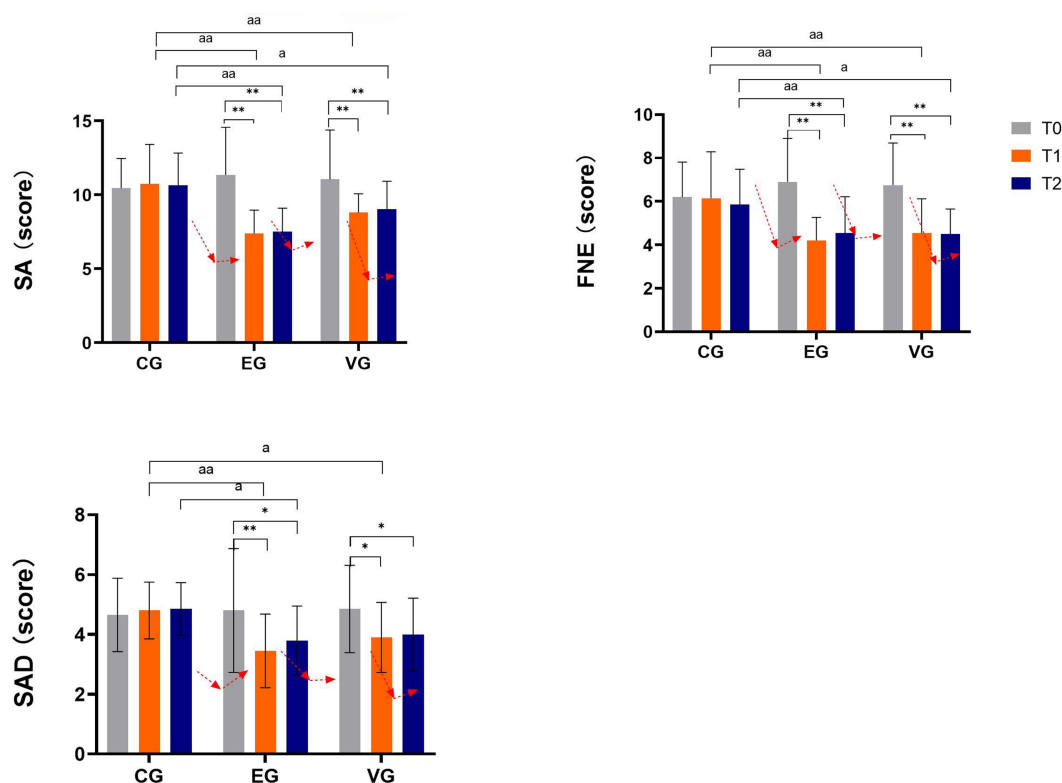 aa
aa
a
aa
**
**
**
**
SA (score)
15
10
5
0
CG
EG
VG
aa
aa
a
aa
**
**
**
**
FNE (score)
10
8
6
4
2
0
CG
EG
VG
T0
T1
T2
a
aa
a
*
**
*
*
SAD (score)
8
6
4
2
0
CG
EG
VG